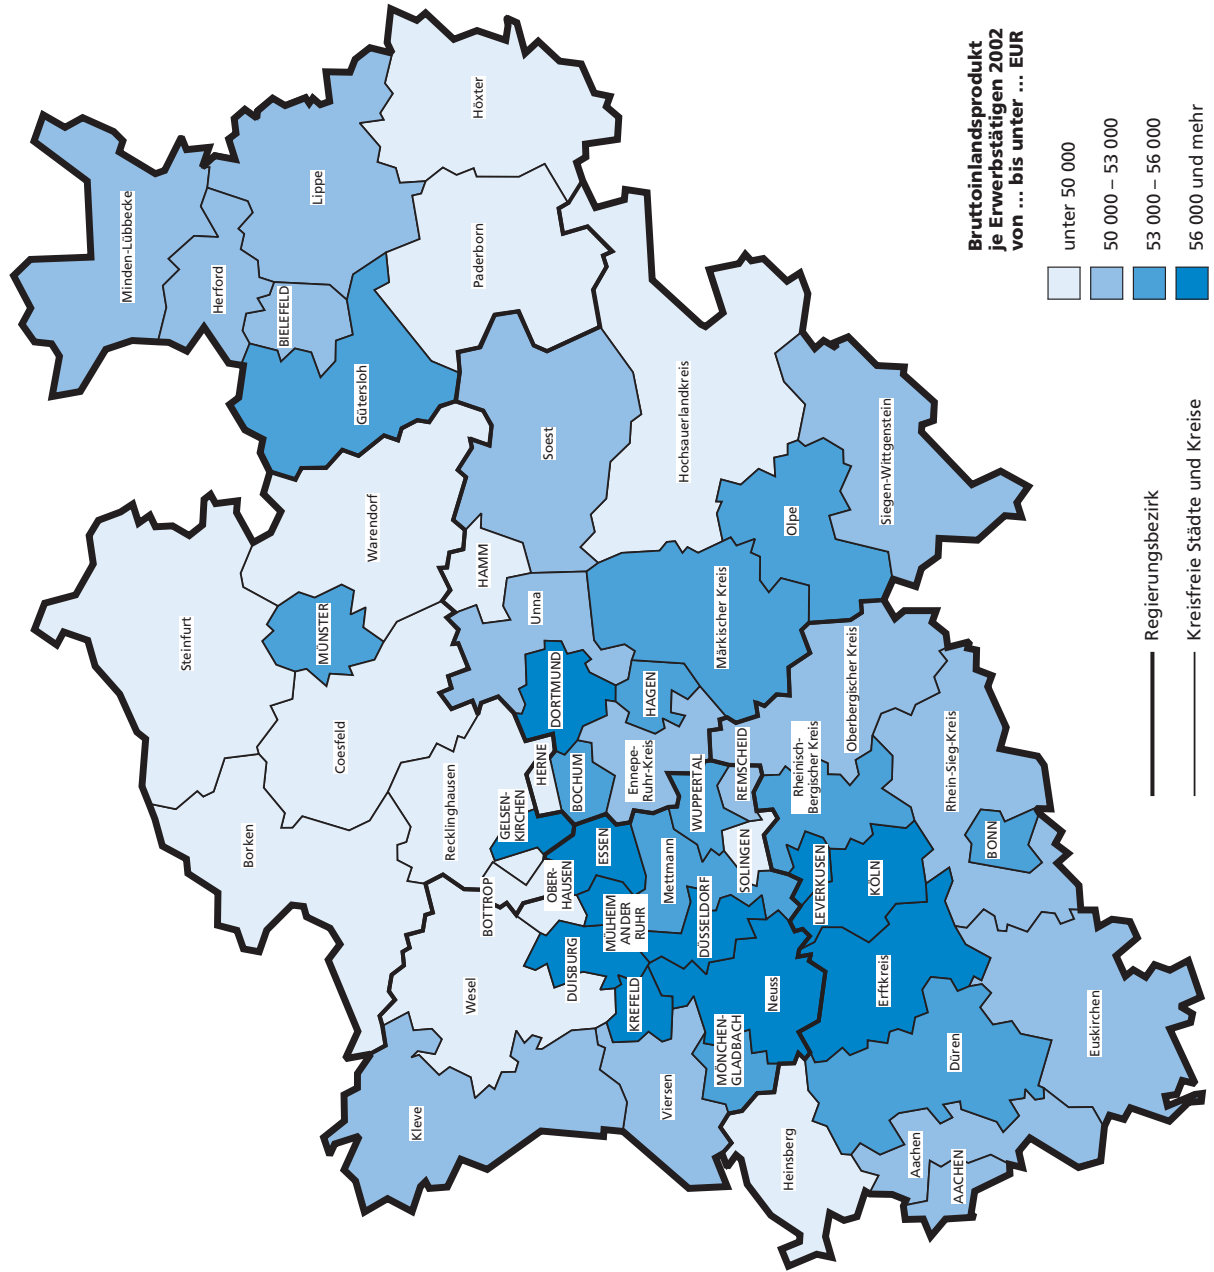 Minden-Lübbecke
Herford
BIELEFELD
Lippe
Höxter
Gütersloh
Paderborn
Steinfurt
MÜNSTER
Warendorf
Coesfeld
Borken
Soest
HAMM
Unna
Hochsauerlandkreis
Olpe
Siegen-Wittgenstein
Märkischer Kreis
DORTMUND
HAGEN
Ennepe-
Ruhr-Kreis
BOCHUM
HERNE
Recklinghausen
GELSEN-
KIRCHEN
BOTTROP
OBER-
HAUSEN
ESSEN
MÜLHEIM
AN DER
RUHR
DUISBURG
Wesel
Kleve
KREFELD
Viersen
MÖNCHEN-
GLADBACH
Neuss
DÜSSELDORF
Mettmann
WUPPERTAL
REMSCHEID
SOLINGEN
Rheinisch-
Bergischer Kreis
Oberbergischer Kreis
LEVERKUSEN
KÖLN
Rhein-Sieg-Kreis
BONN
Erftkreis
Düren
Euskirchen
Heinsberg
Aachen
AACHEN
Bruttoinlandsprodukt
je Erwerbstätigen 2002
von ... bis unter ... EUR
unter 50 000
50 000 – 53 000
53 000 – 56 000
56 000 und mehr
Regierungsbezirk
Kreisfreie Städte und Kreise